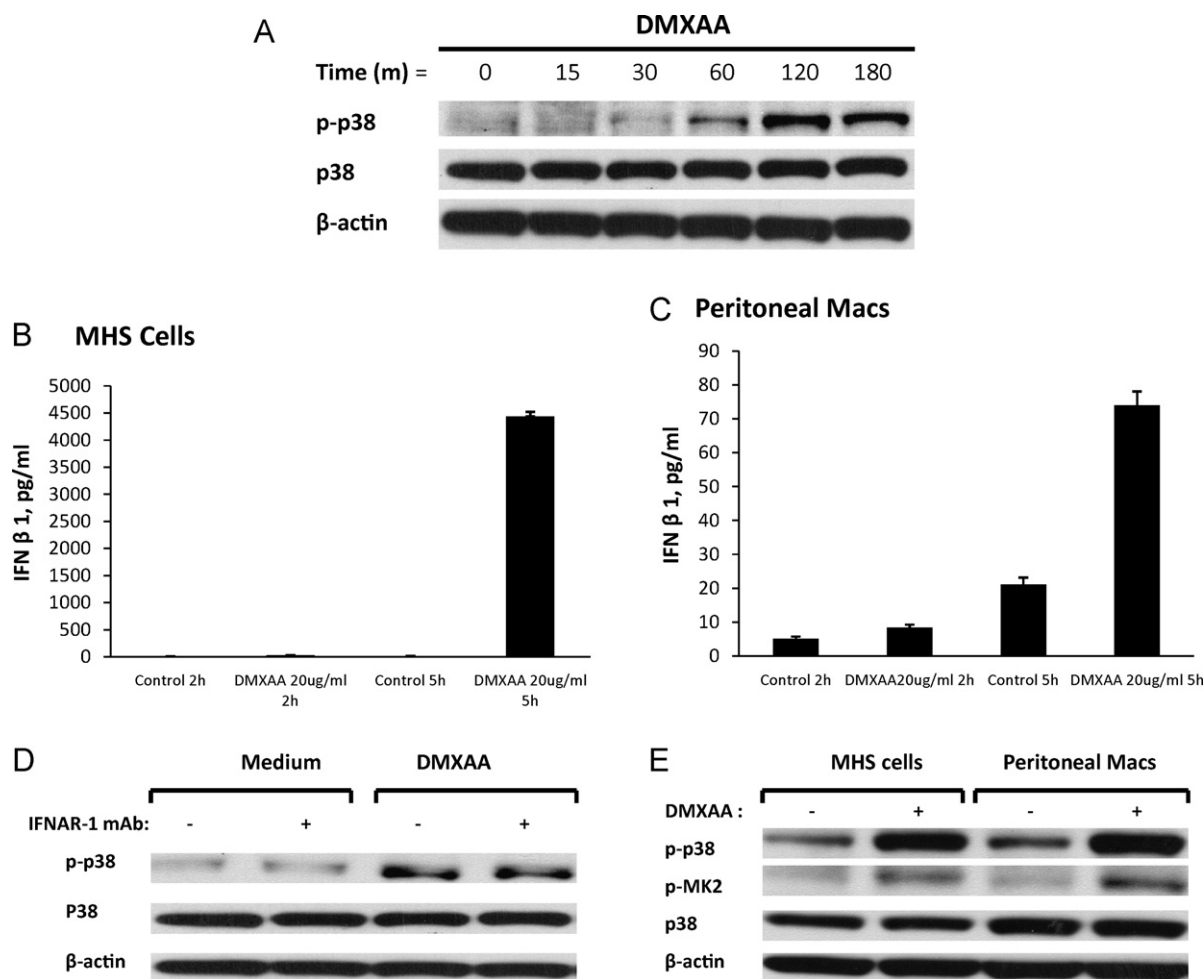 A
DMXAA
Time (m) = 0 15 30 60 120 180
p-p38
p38
β-actin
B MHS Cells
IFN β 1, pg/ml
5000
4500
4000
3500
3000
2500
2000
1500
1000
500
0
Control 2h DMXAA 20ug/ml 2h Control 5h DMXAA 20ug/ml 5h
C Peritoneal Macs
IFN β 1, pg/ml
90
80
70
60
50
40
30
20
10
0
Control 2h DMXAA20ug/ml 2h Control 5h DMXAA 20ug/ml 5h
D
Medium DMXAA
IFNAR-1 mAb: - + - +
p-p38
P38
β-actin
E
MHS cells Peritoneal Macs
DMXAA : - + - +
p-p38
p-MK2
p38
β-actin